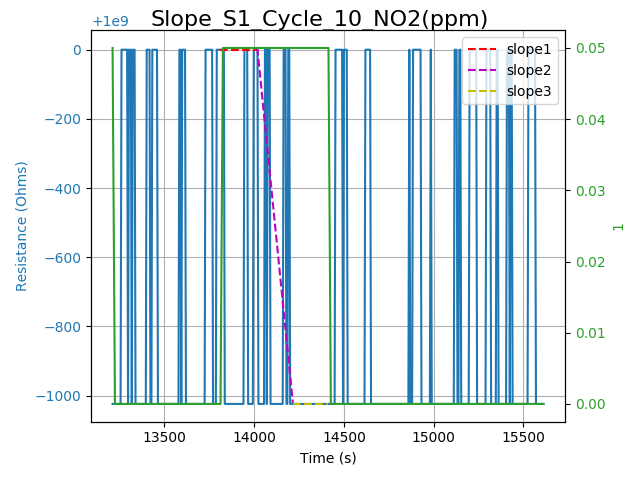 Slope_S1_Cycle_10_NO2(ppm)
+1e9
slope1
slope2
slope3
0
−200
−400
−600
−800
−1000
Resistance (Ohms)
0.05
0.04
0.03
0.02
0.01
0.00
1
13500 14000 14500 15000 15500
Time (s)